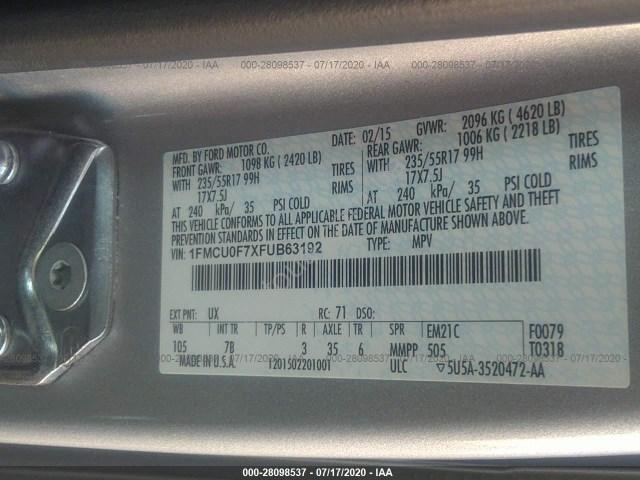 000-28098537 - 07/17/2020 - IAA
MFD. BY FORD MOTOR CO.
DATE: 02/15 GVWR: 2096 KG ( 4620 LB)
FRONT GAWR: 1098 KG ( 2420 LB) REAR GAWR: 1006 KG ( 2218 LB)
WITH 235/55R17 99H TIRES WITH 235/55R17 99H TIRES
17X7.5J RIMS 17X7.5J RIMS
AT 240 kPa/ 35 PSI COLD AT 240 kPa/ 35 PSI COLD
THIS VEHICLE CONFORMS TO ALL APPLICABLE FEDERAL MOTOR VEHICLE SAFETY AND THEFT
PREVENTION STANDARDS IN EFFECT ON THE DATE OF MANUFACTURE SHOWN ABOVE.
VIN: 1FMCU0F7XFUB63192 TYPE: MPV
EXT PNT: UX RC: 71 DSO:
WB INT TR TP/PS R AXLE TR SPR EM21C F0079
105 7B 3 35 6 MMPP 505 T0318
MADE IN U.S.A. 1201502201001 ULC 5U5A-3520472-AA
000-28098537 - 07/17/2020 - IAA